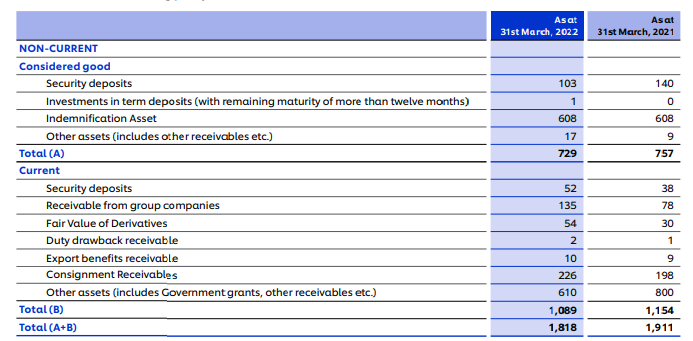 As at As at
31st March, 2022 31st March, 2021
NON-CURRENT
Considered good
Security deposits 103 140
Investments in term deposits (with remaining maturity of more than twelve months) 1 0
Indemnification Asset 608 608
Other assets (includes other receivables etc.) 17 9
Total (A) 729 757
Current
Security deposits 52 38
Receivable from group companies 135 78
Fair Value of Derivatives 54 30
Duty drawback receivable 2 1
Export benefits receivable 10 9
Consignment Receivables 226 198
Other assets (includes Government grants, other receivables etc.) 610 800
Total (B) 1,089 1,154
Total (A+B) 1,818 1,911